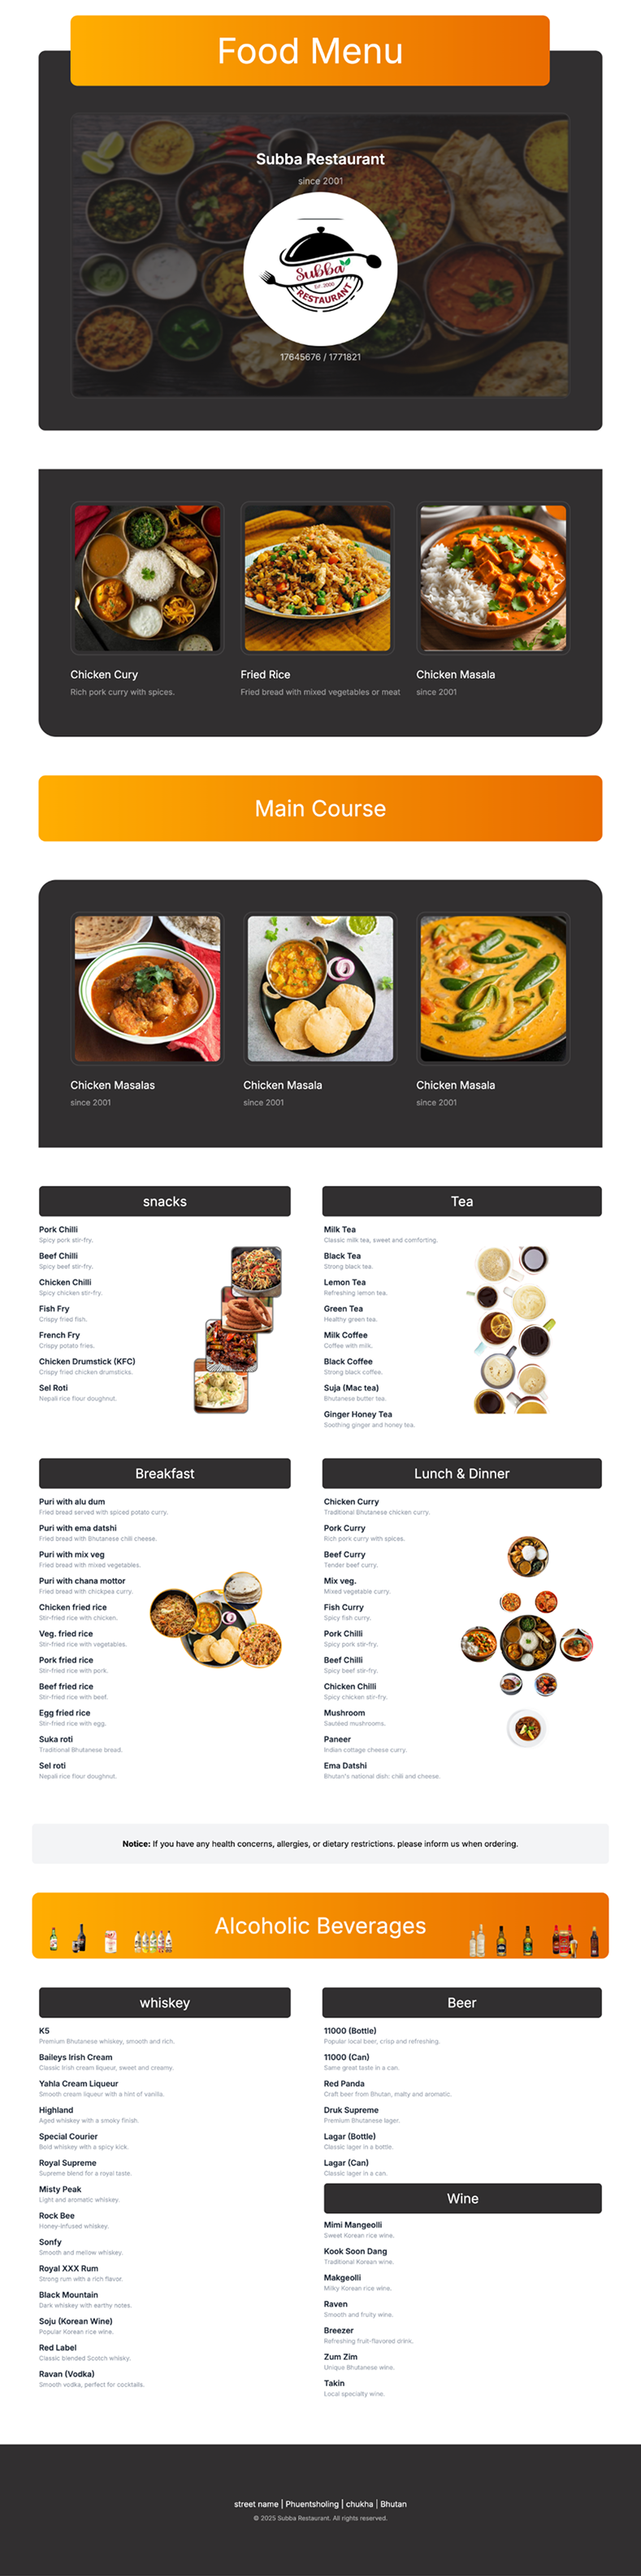 Food Menu
Subba Restaurant
since 2001
Subba
Est. 2000
RESTAURANT
17645676 / 1771821
Chicken Cury
Rich pork curry with spices.
Fried Rice
Fried bread with mixed vegetables or meat
Chicken Masala
since 2001
Main Course
Chicken Masalas
since 2001
Chicken Masala
since 2001
Chicken Masala
since 2001
snacks
Pork Chilli
Spicy pork stir-fry.
Beef Chilli
Spicy beef stir-fry.
Chicken Chilli
Spicy chicken stir-fry.
Fish Fry
Crispy fried fish.
French Fry
Crispy potato fries.
Chicken Drumstick (KFC)
Crispy fried chicken drumsticks.
Sel Roti
Nepali rice flour doughnut.
Tea
Milk Tea
Classic milk tea, sweet and comforting.
Black Tea
Strong black tea.
Lemon Tea
Refreshing lemon tea.
Green Tea
Healthy green tea.
Milk Coffee
Coffee with milk.
Black Coffee
Strong black coffee.
Suja (Mac tea)
Bhutanese butter tea.
Ginger Honey Tea
Soothing ginger and honey tea.
Breakfast
Puri with alu dum
Fried bread served with spiced potato curry.
Puri with ema datshi
Fried bread with Bhutanese chili cheese.
Puri with mix veg
Fried bread with mixed vegetables.
Puri with chana mottor
Fried bread with chickpea curry.
Chicken fried rice
Stir-fried rice with chicken.
Veg. fried rice
Stir-fried rice with vegetables.
Pork fried rice
Stir-fried rice with pork.
Beef fried rice
Stir-fried rice with beef.
Egg fried rice
Stir-fried rice with egg.
Suka roti
Traditional Bhutanese bread.
Sel roti
Nepali rice flour doughnut.
Lunch & Dinner
Chicken Curry
Traditional Bhutanese chicken curry.
Pork Curry
Rich pork curry with spices.
Beef Curry
Tender beef curry.
Mix veg.
Mixed vegetable curry.
Fish Curry
Spicy fish curry.
Pork Chilli
Spicy pork stir-fry.
Beef Chilli
Spicy beef stir-fry.
Chicken Chilli
Spicy chicken stir-fry.
Mushroom
Sautéed mushrooms.
Paneer
Indian cottage cheese curry.
Ema Datshi
Bhutan's national dish: chili and cheese.
Notice: If you have any health concerns, allergies, or dietary restrictions. please inform us when ordering.
Alcoholic Beverages
whiskey
K5
Premium Bhutanese whiskey, smooth and rich.
Baileys Irish Cream
Classic Irish cream liqueur, sweet and creamy.
Yahla Cream Liqueur
Smooth cream liqueur with a hint of vanilla.
Highland
Aged whiskey with a smoky finish.
Special Courier
Bold whiskey with a spicy kick.
Royal Supreme
Supreme blend for a royal taste.
Misty Peak
Light and aromatic whiskey.
Rock Bee
Honey-infused whiskey.
Sonfy
Smooth and mellow whiskey.
Royal XXX Rum
Strong rum with a rich flavor.
Black Mountain
Dark whiskey with earthy notes.
Soju (Korean Wine)
Popular Korean rice wine.
Red Label
Classic blended Scotch whisky.
Ravan (Vodka)
Smooth vodka, perfect for cocktails.
Beer
11000 (Bottle)
Popular local beer, crisp and refreshing.
11000 (Can)
Same great taste in a can.
Red Panda
Craft beer from Bhutan, malty and aromatic.
Druk Supreme
Premium Bhutanese lager.
Lagar (Bottle)
Classic lager in a bottle.
Lagar (Can)
Classic lager in a can.
Wine
Mimi Mangeolli
Sweet Korean rice wine.
Kook Soon Dang
Traditional Korean wine.
Makgeolli
Milky Korean rice wine.
Raven
Smooth and fruity wine.
Breezer
Refreshing fruit-flavored drink.
Zum Zim
Unique Bhutanese wine.
Takin
Local specialty wine.
street name | Phuentsholing | chukha | Bhutan
© 2025 Subba Restaurant. All rights reserved.